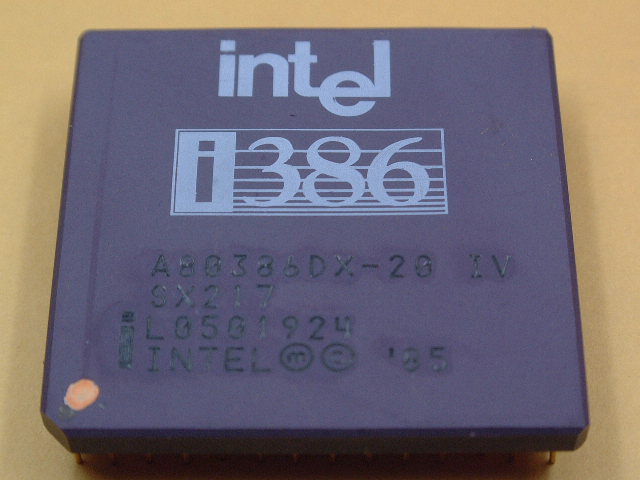 intel
i386
A80386DX-20 IV
SX217
L0501924
INTEL Ⓜ Ⓒ '85